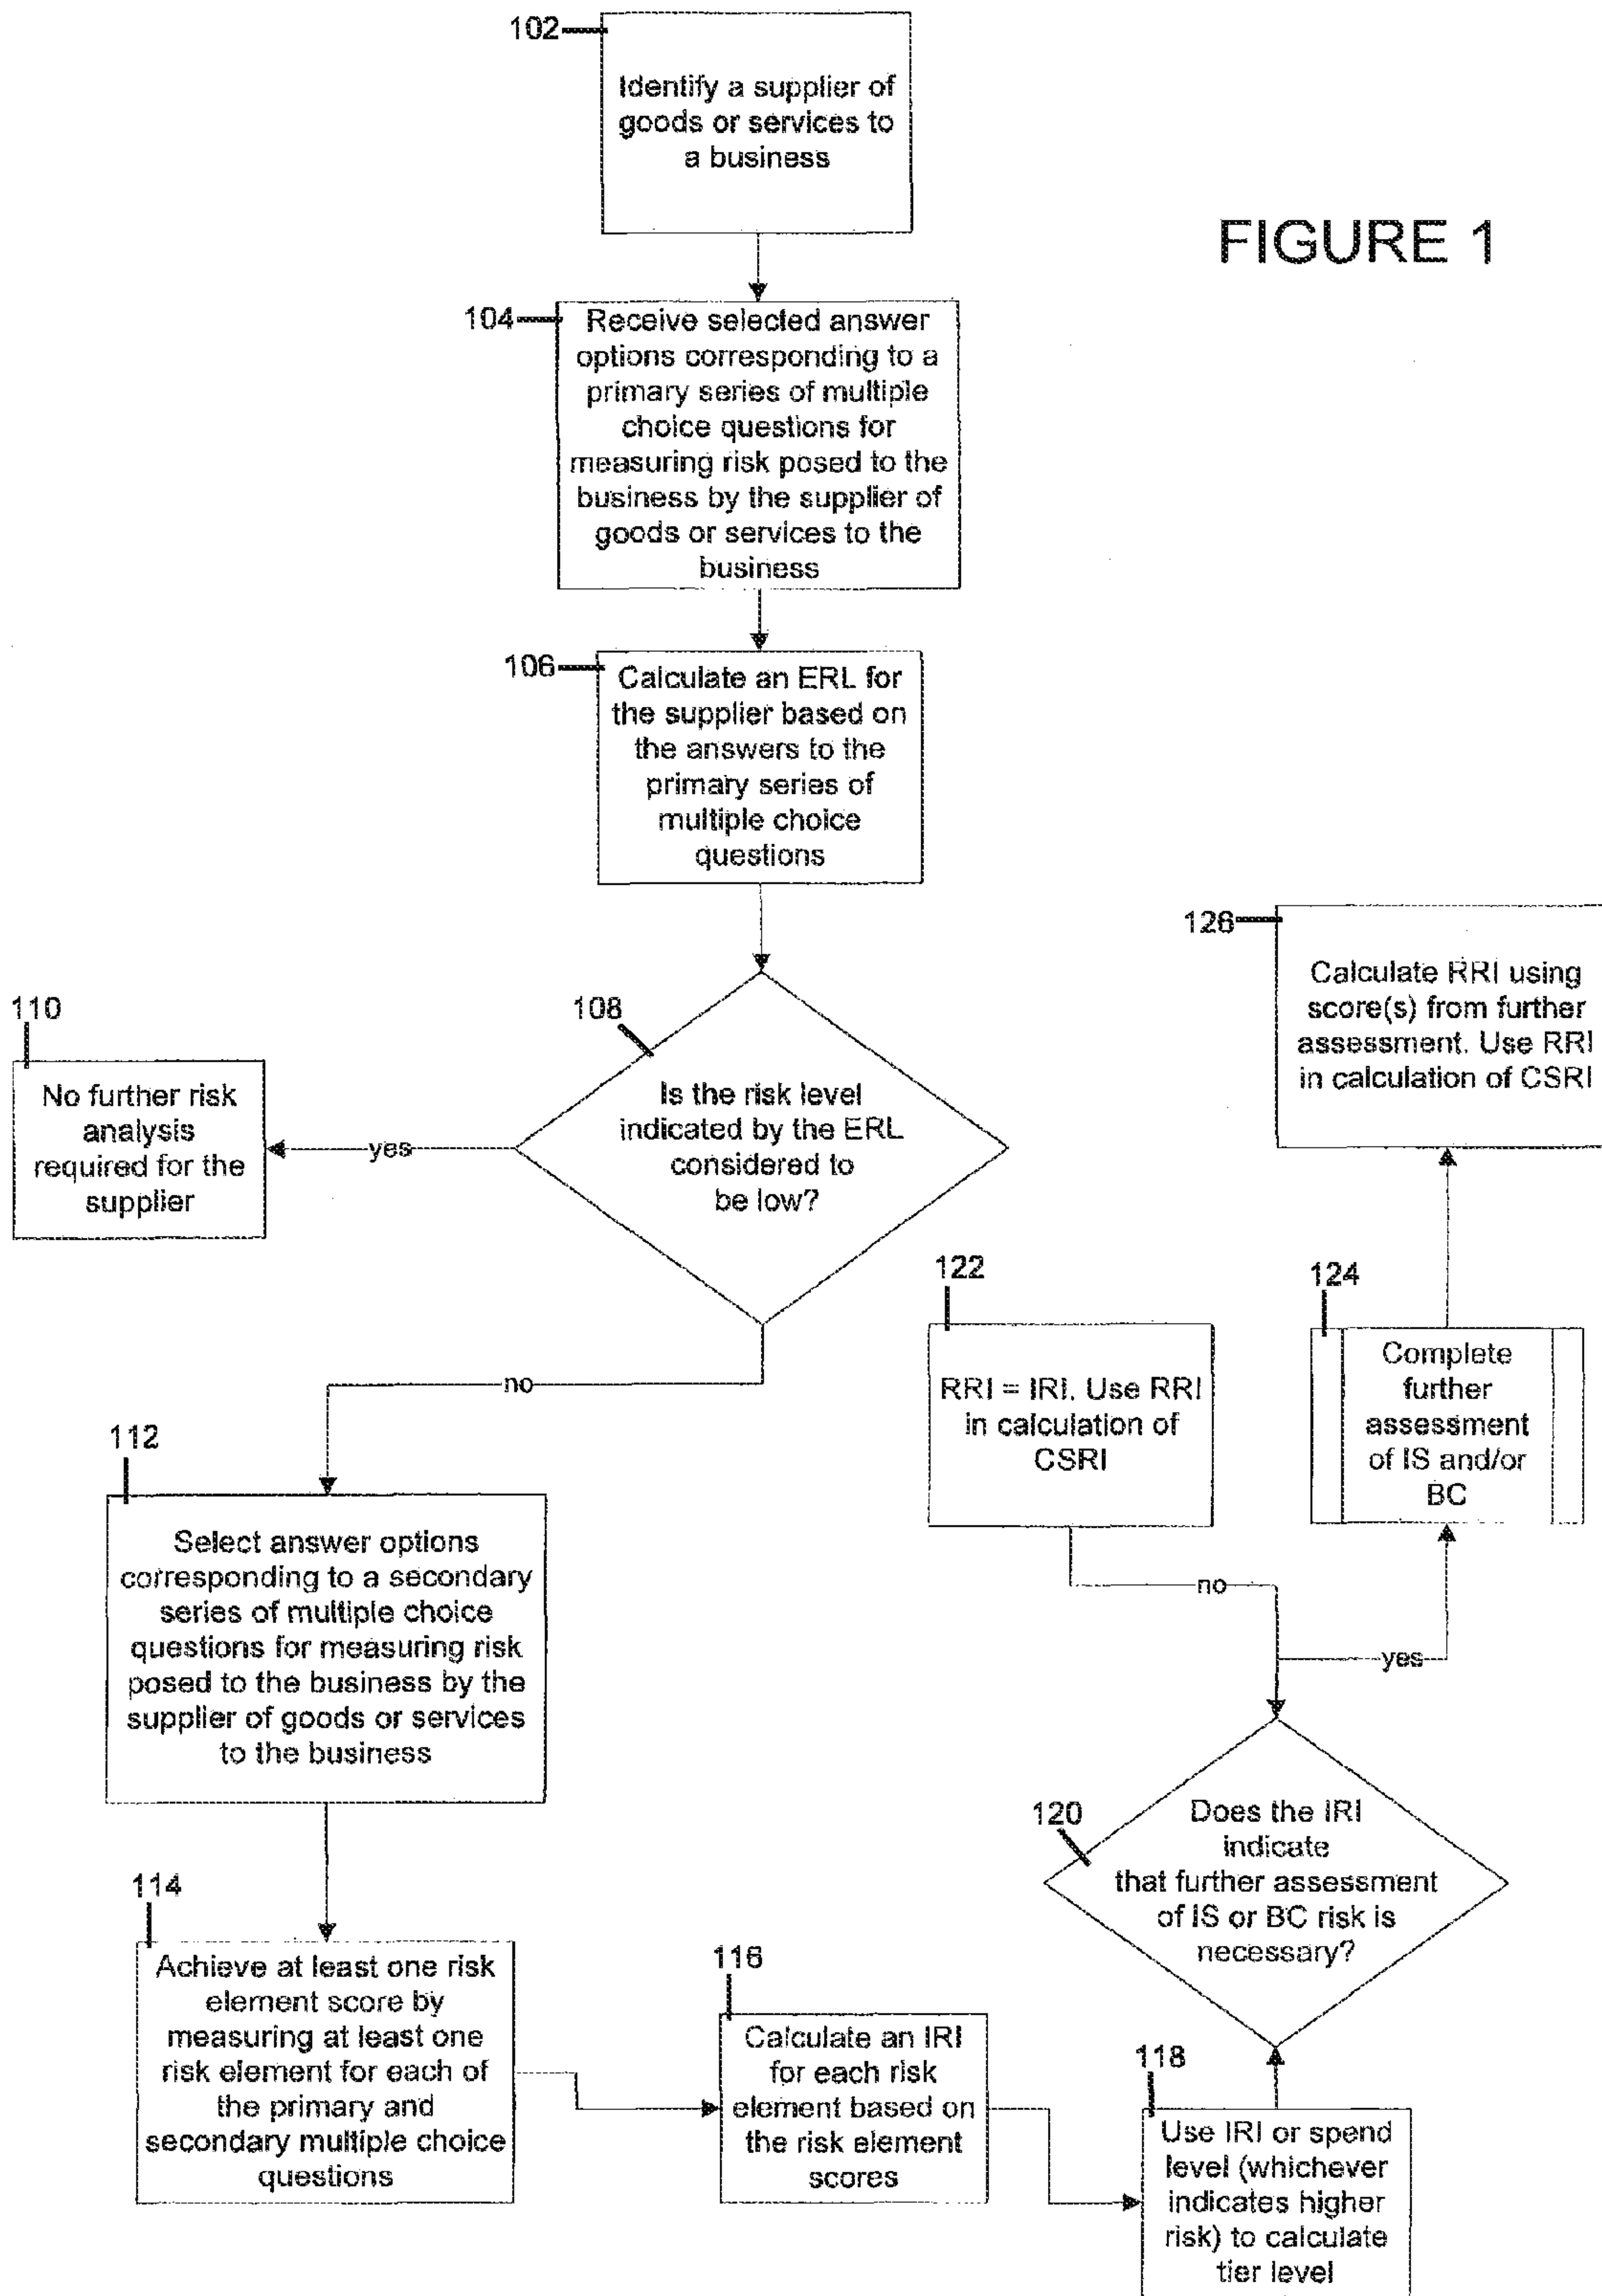 102
Identify a supplier of
goods or services to
a business
FIGURE 1
104
Receive selected answer
options corresponding to a
primary series of multiple
choice questions for
measuring risk posed to the
business by the supplier of
goods or services to the
business
106
Calculate an ERL for
the supplier based on
the answers to the
primary series of
multiple choice
questions
108
Is the risk level
indicated by the ERL
considered to
be low?
yes
110
No further risk
analysis
required for the
supplier
no
112
Select answer options
corresponding to a secondary
series of multiple choice
questions for measuring risk
posed to the business by the
supplier of goods or services
to the business
114
Achieve at least one risk
element score by
measuring at least one
risk element for each of
the primary and
secondary multiple choice
questions
116
Calculate an IRI
for each risk
element based on
the risk element
scores
118
Use IRI or spend
level (whichever
indicates higher
risk) to calculate
tier level
120
Does the IRI
indicate
that further assessment
of IS or BC risk is
necessary?
no
122
RRI = IRI. Use RRI
in calculation of
CSRI
yes
124
Complete
further
assessment
of IS and/or
BC
126
Calculate RRI using
score(s) from further
assessment. Use RRI
in calculation of CSRI